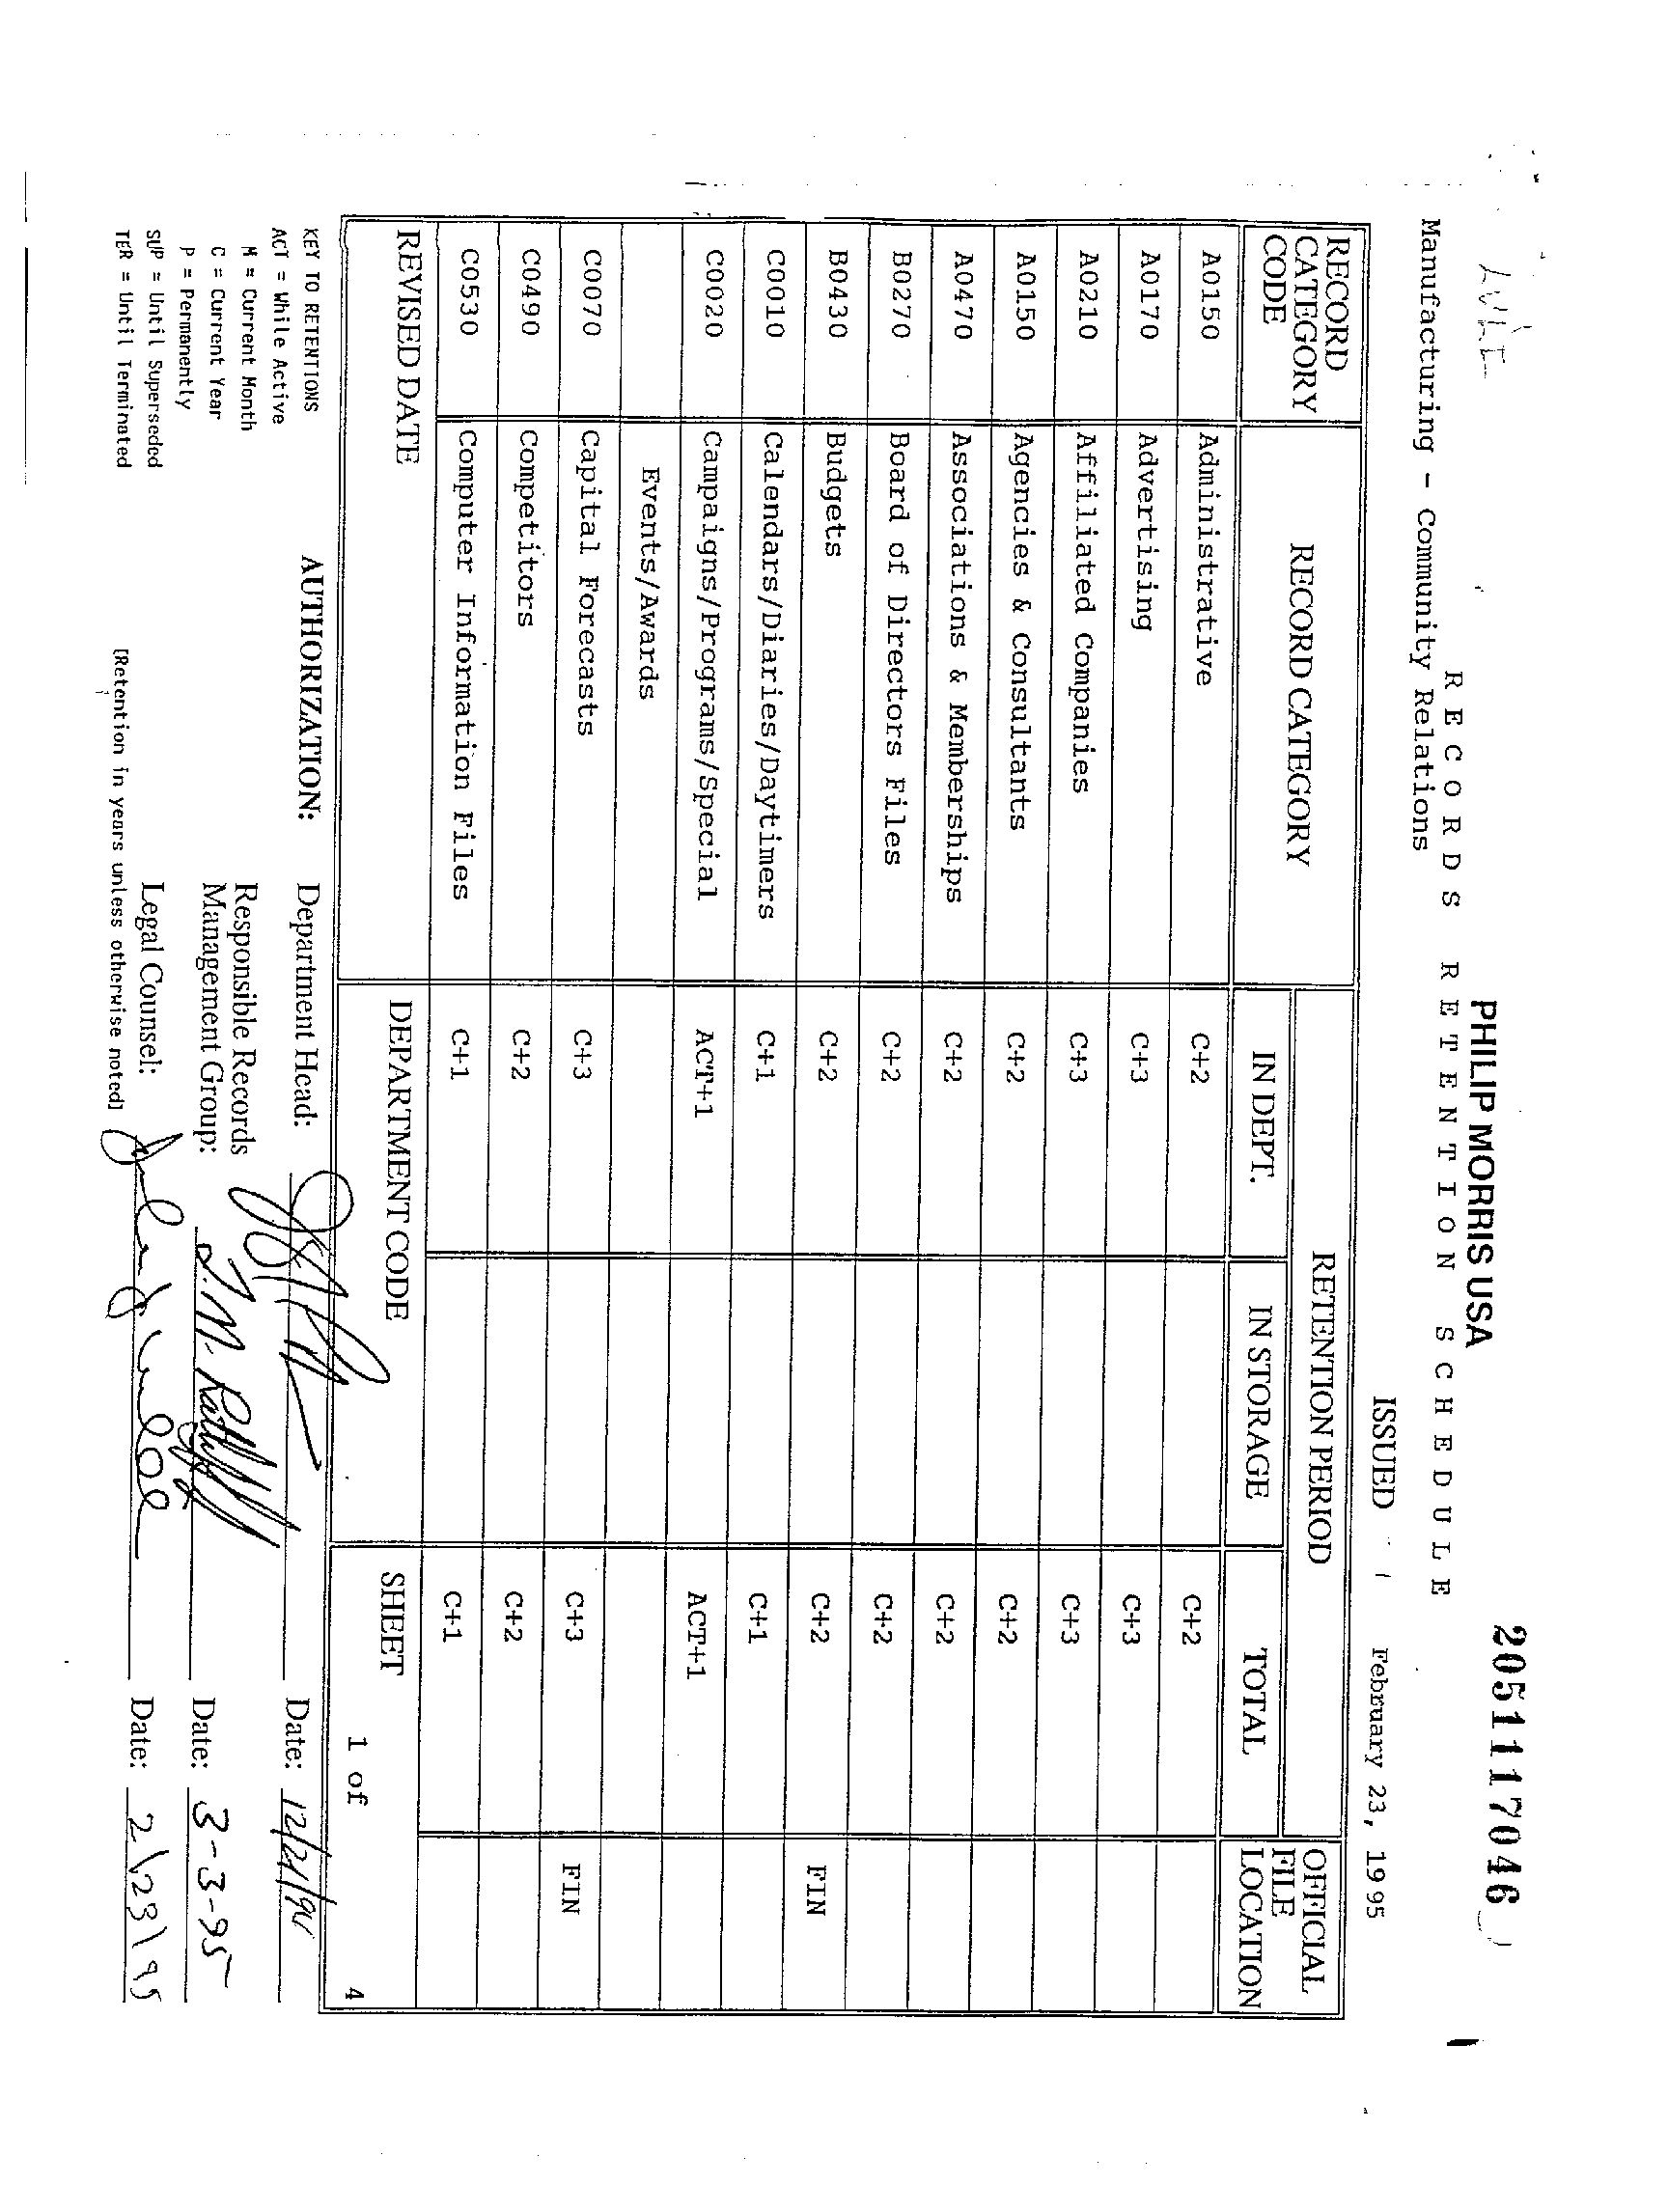 2051117046
PHILIP MORRIS USA
RECORDS RETENTION SCHEDULE
Manufacturing - Community Relations
ISSUED February 23, 1995
RECORD CATEGORY CODE RECORD CATEGORY RETENTION PERIOD OFFICIAL FILE LOCATION
IN DEPT. IN STORAGE TOTAL
A0150 Administrative C+2 C+2
A0170 Advertising C+3 C+3
A0210 Affiliated Companies C+3 C+3
A0150 Agencies & Consultants C+2 C+2
A0470 Associations & Memberships C+2 C+2
B0270 Board of Directors Files C+2 C+2
B0430 Budgets C+2 C+2 FIN
C0010 Calendars/Diaries/Daytimers C+1 C+1
C0020 Campaigns/Programs/Special ACT+1 ACT+1
Events/Awards
C0070 Capital Forecasts C+3 C+3 FIN
C0490 Competitors C+2 C+2
C0530 Computer Information Files C+1 C+1
REVISED DATE DEPARTMENT CODE SHEET
1 of 4
KEY TO RETENTIONS
ACT = While Active
M = Current Month
C = Current Year
P = Permanently
SUP = Until Superseded
TER = Until Terminated
AUTHORIZATION: Department Head: Date: 12/21/94
Responsible Records
Management Group: Date: 3-3-95
Legal Counsel: Date: 2/23/95
[Retention in years unless otherwise noted]